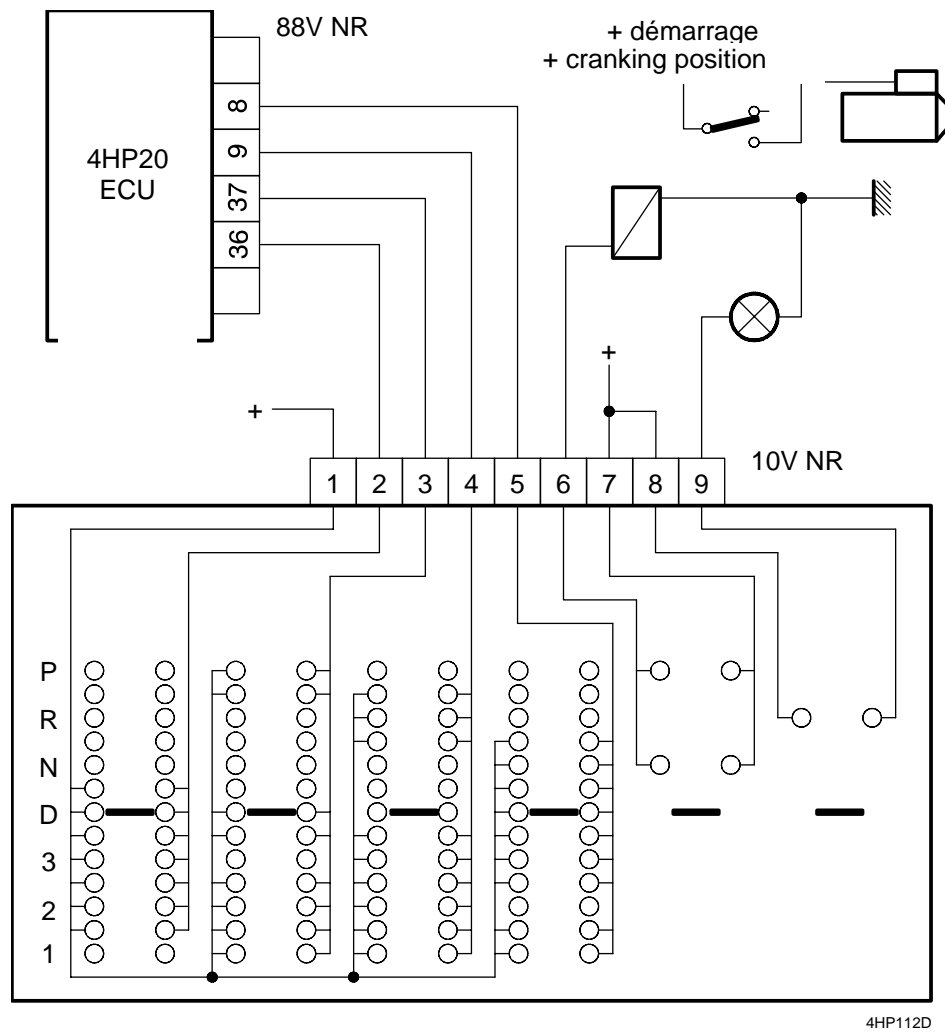 88V NR
+ démarrage
+ cranking position
8
9
37
36
4HP20
ECU
+
+
10V NR
1 2 3 4 5 6 7 8 9
P
R
N
D
3
2
1
4HP112D